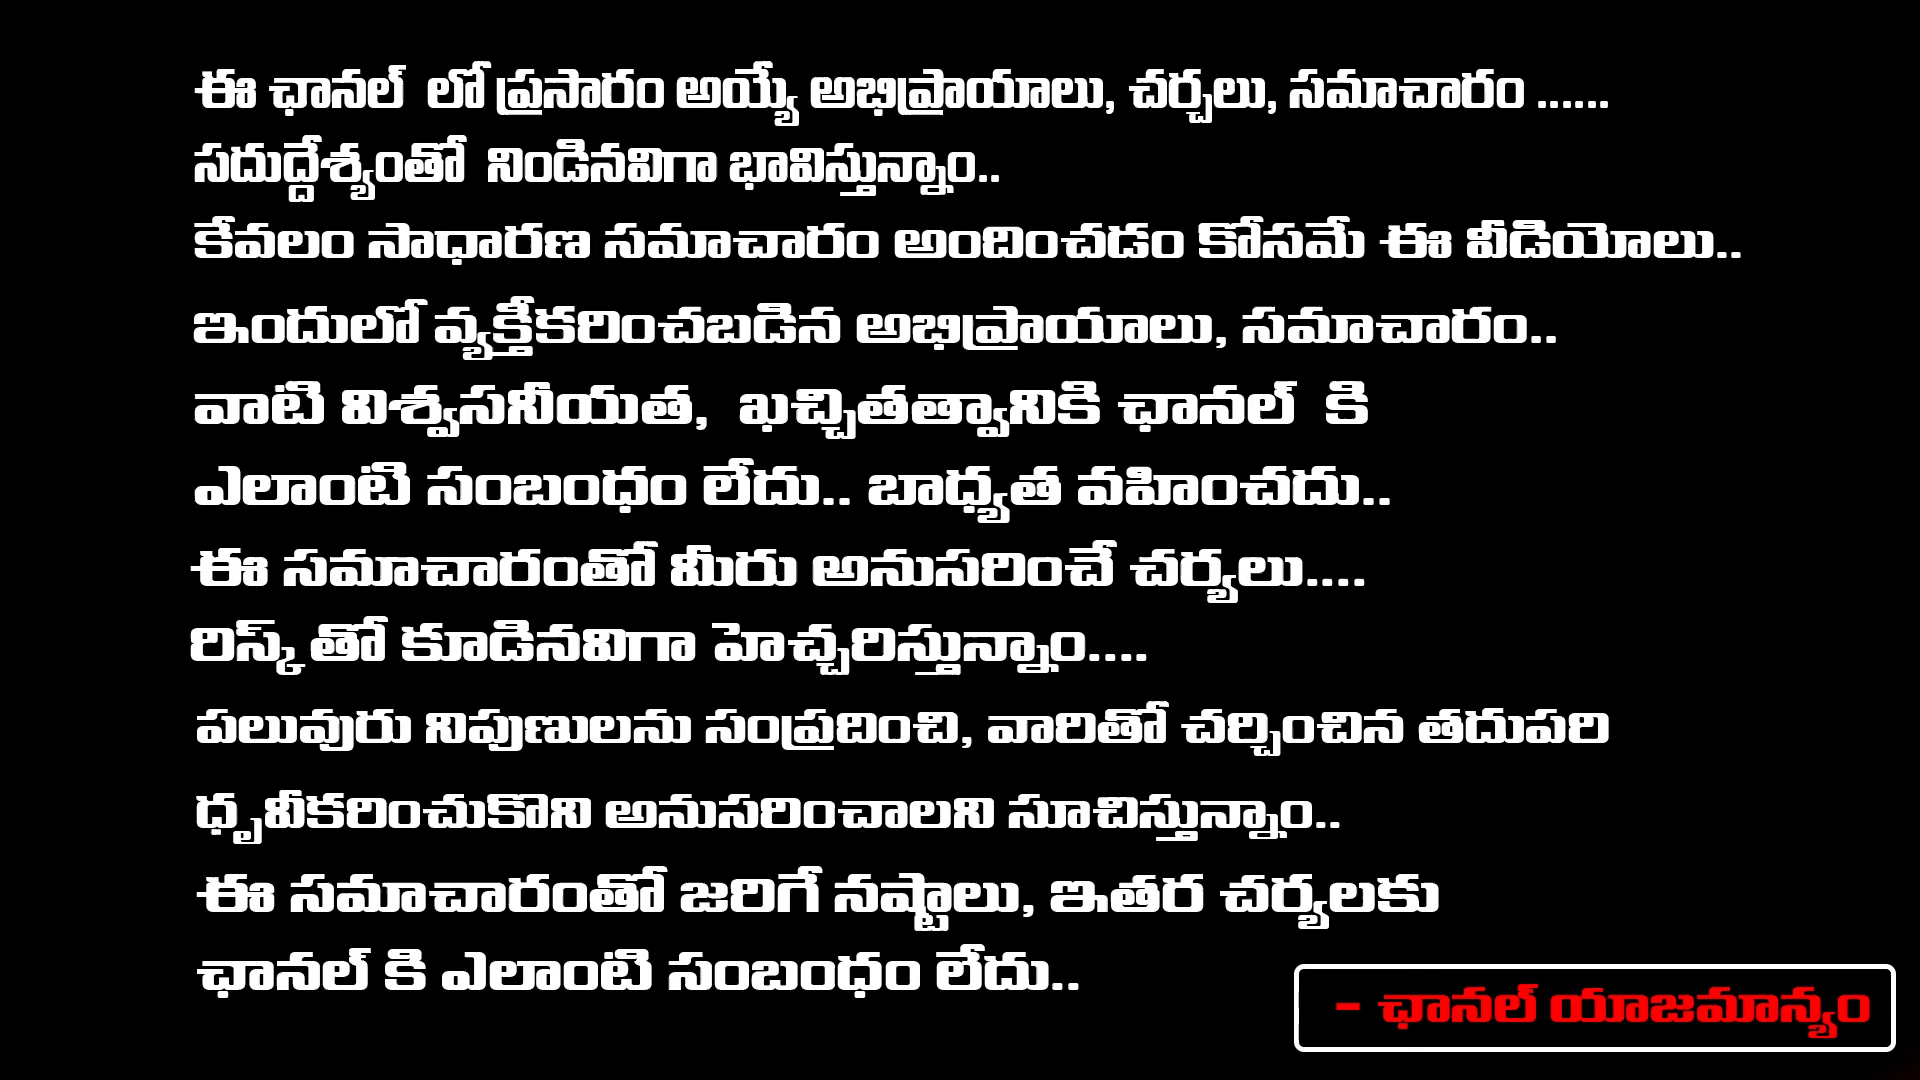 ఈ ఛానల్ లో ప్రసారం అయ్యే అభిప్రాయాలు, చర్చలు, సమాచారం ......
సదుద్దేశ్యంతో నిండినవిగా భావిస్తున్నాం..
కేవలం సాధారణ సమాచారం అందించడం కోసమే ఈ వీడియోలు..
ఇందులో వ్యక్తీకరించబడిన అభిప్రాయాలు, సమాచారం..
వాటి విశ్వసనీయత, ఖచ్చితత్వానికి ఛానల్ కి
ఎలాంటి సంబంధం లేదు.. బాధ్యత వహించదు..
ఈ సమాచారంతో మీరు అనుసరించే చర్యలు....
రిస్క్ తో కూడినవిగా హెచ్చరిస్తున్నాం....
పలువురు నిపుణులను సంప్రదించి, వారితో చర్చించిన తదుపరి
ధృవీకరించుకొని అనుసరించాలని సూచిస్తున్నాం..
ఈ సమాచారంతో జరిగే నష్టాలు, ఇతర చర్యలకు
ఛానల్ కి ఎలాంటి సంబంధం లేదు..
- ఛానల్ యాజమాన్యం